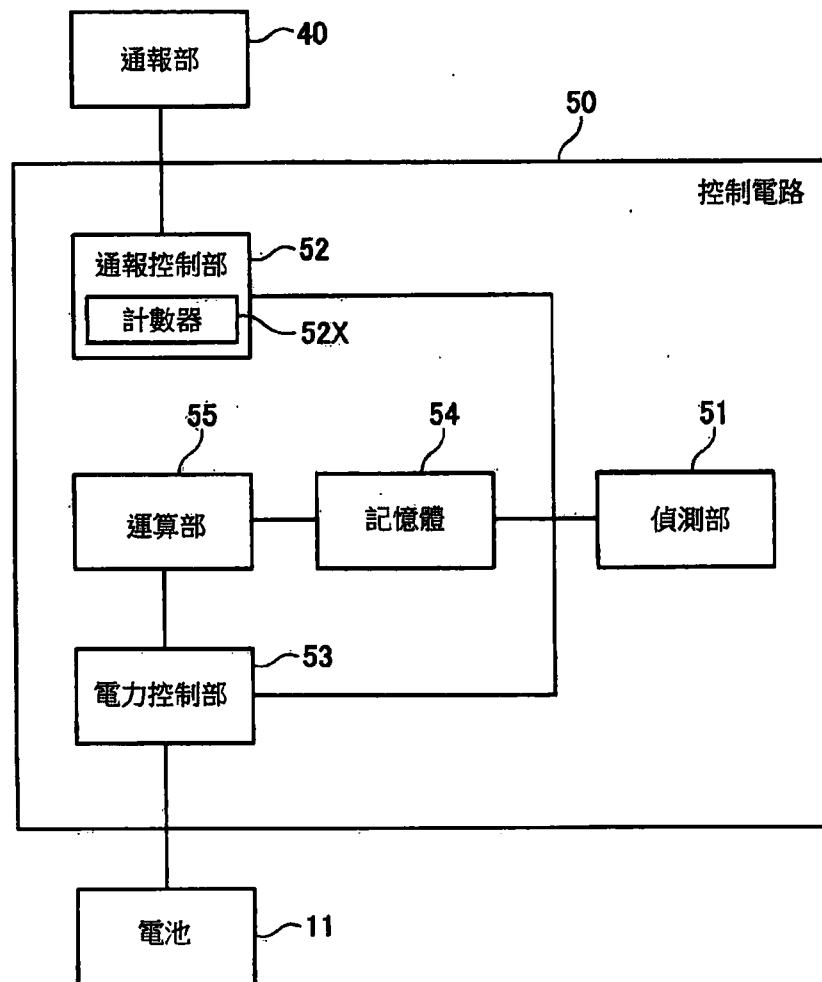 40
通報部
50
控制電路
52
通報控制部
計數器
52X
55
54
51
運算部
記憶體
偵測部
53
電力控制部
電池
11